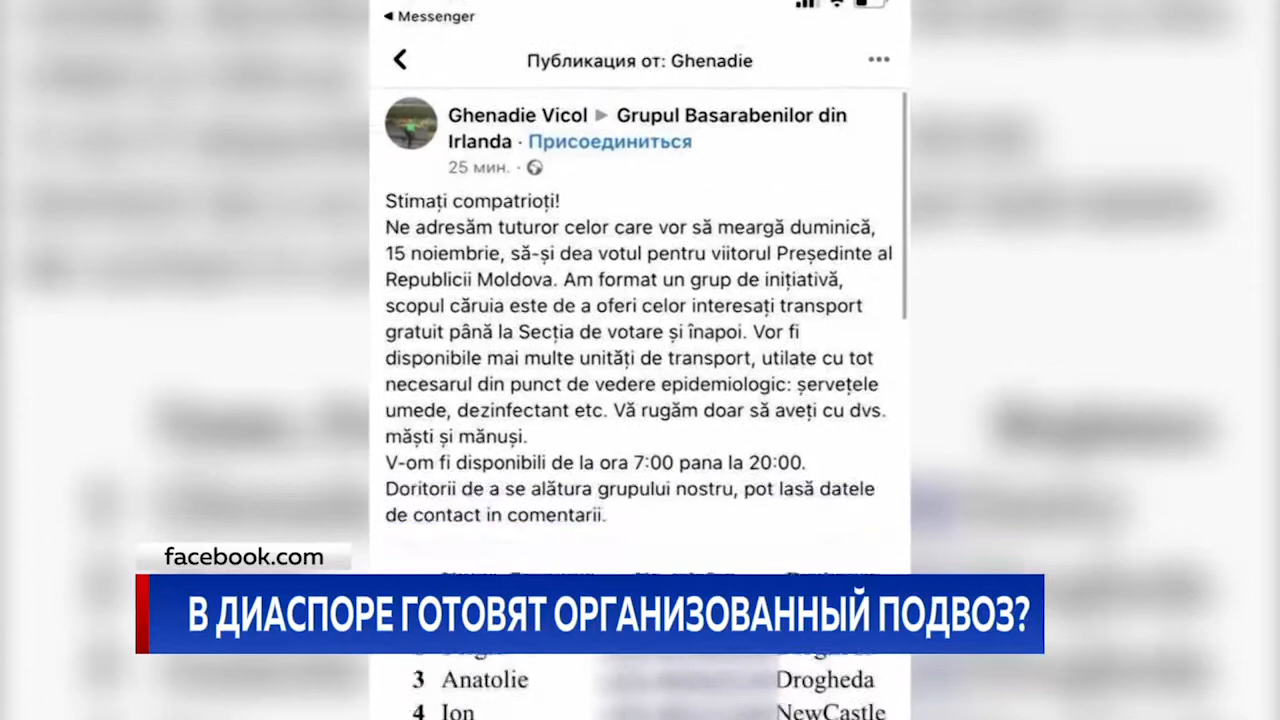 Messenger
Публикация от: Ghenadie
Ghenadie Vicol ▶ Grupul Basarabenilor din
Irlanda · Присоединиться
25 мин. ·
Stimați compatrioți!
Ne adresăm tuturor celor care vor să meargă duminică,
15 noiembrie, să-și dea votul pentru viitorul Președinte al
Republicii Moldova. Am format un grup de inițiativă,
scopul căruia este de a oferi celor interesați transport
gratuit până la Secția de votare și înapoi. Vor fi
disponibile mai multe unități de transport, utilate cu tot
necesarul din punct de vedere epidemiologic: șervețele
umede, dezinfectant etc. Vă rugăm doar să aveți cu dvs.
măști și mănuși.
V-om fi disponibili de la ora 7:00 pana la 20:00.
Doritorii de a se alătura grupului nostru, pot lasă datele
de contact in comentarii.
facebook.com
В ДИАСПОРЕ ГОТОВЯТ ОРГАНИЗОВАННЫЙ ПОДВОЗ?
3 Anatolie Drogheda
4 Ion NewCastle